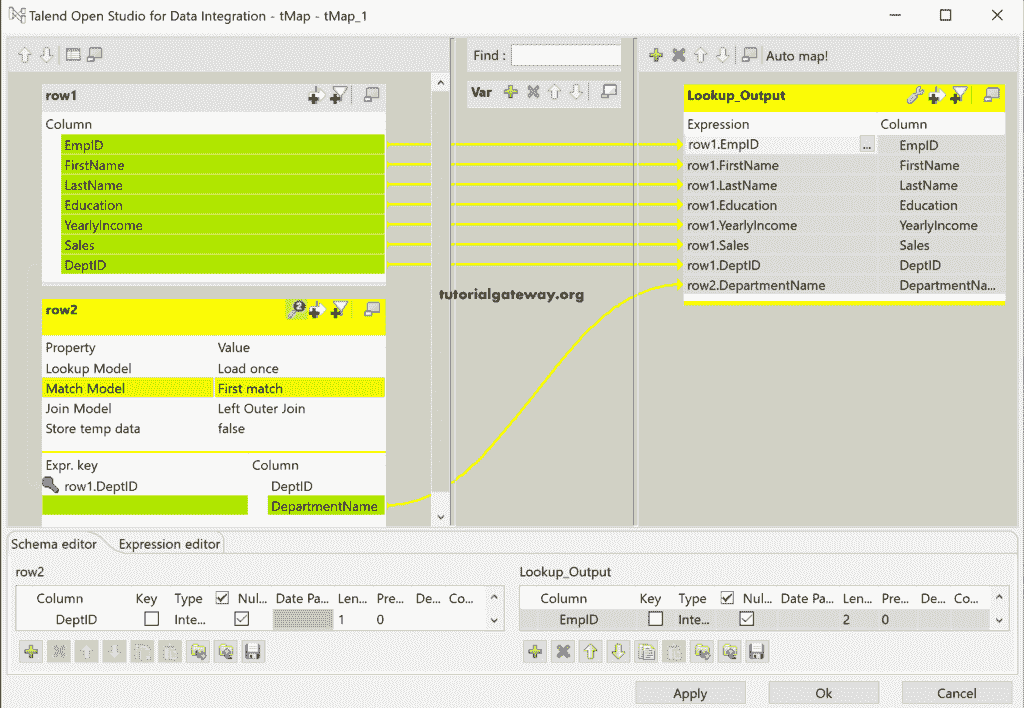 Talend Open Studio for Data Integration - tMap - tMap_1
Find :
Auto map!
Var
row1
Column
EmpID
FirstName
LastName
Education
YearlyIncome
Sales
DeptID
row2
Property Value
Lookup Model Load once
Match Model First match
Join Model Left Outer Join
Store temp data false
Expr. key Column
row1.DeptID DeptID
DepartmentName
tutorialgateway.org
Lookup_Output
Expression Column
row1.EmpID ... EmpID
row1.FirstName FirstName
row1.LastName LastName
row1.Education Education
row1.YearlyIncome YearlyIncome
row1.Sales Sales
row1.DeptID DeptID
row2.DepartmentName DepartmentNa...
Schema editor Expression editor
row2
Column Key Type Nul... Date Pa... Len... Pre... De... Co...
DeptID Inte... 1 0
Lookup_Output
Column Key Type Nul... Date Pa... Len... Pre... De... Co...
EmpID Inte... 2 0
Apply Ok Cancel